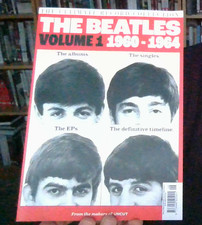 THE ULTIMATE RECORD COLLECTION
THE BEATLES
VOLUME 1 1960-1964
The albums
The singles
The EPs
The definitive timeline
From the makers of UNCUT